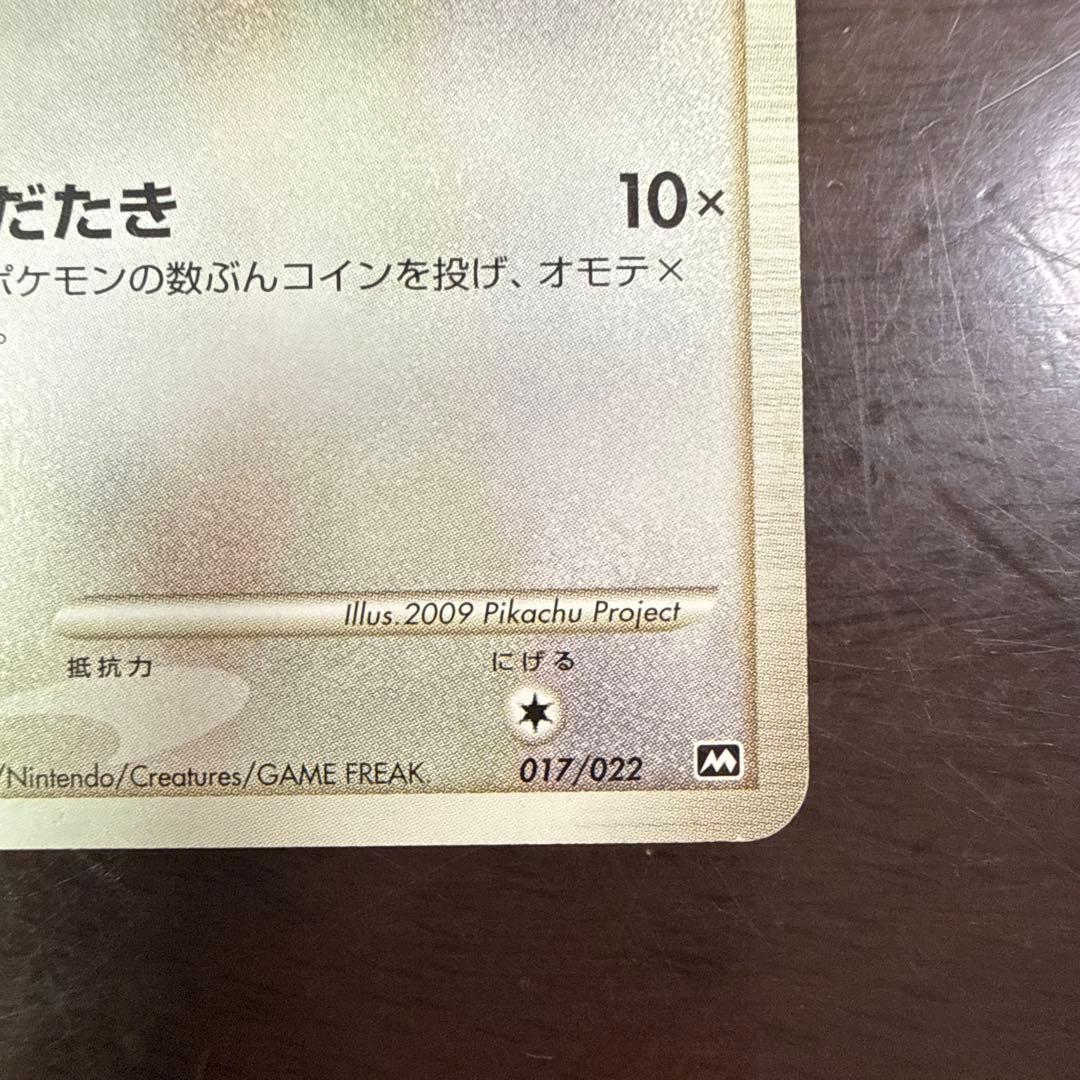 だたき 10×
ポケモンの数ぶんコインを投げ、オモテ×
。
Illus.2009 Pikachu Project
抵抗力 にげる
/Nintendo/Creatures/GAME FREAK. 017/022